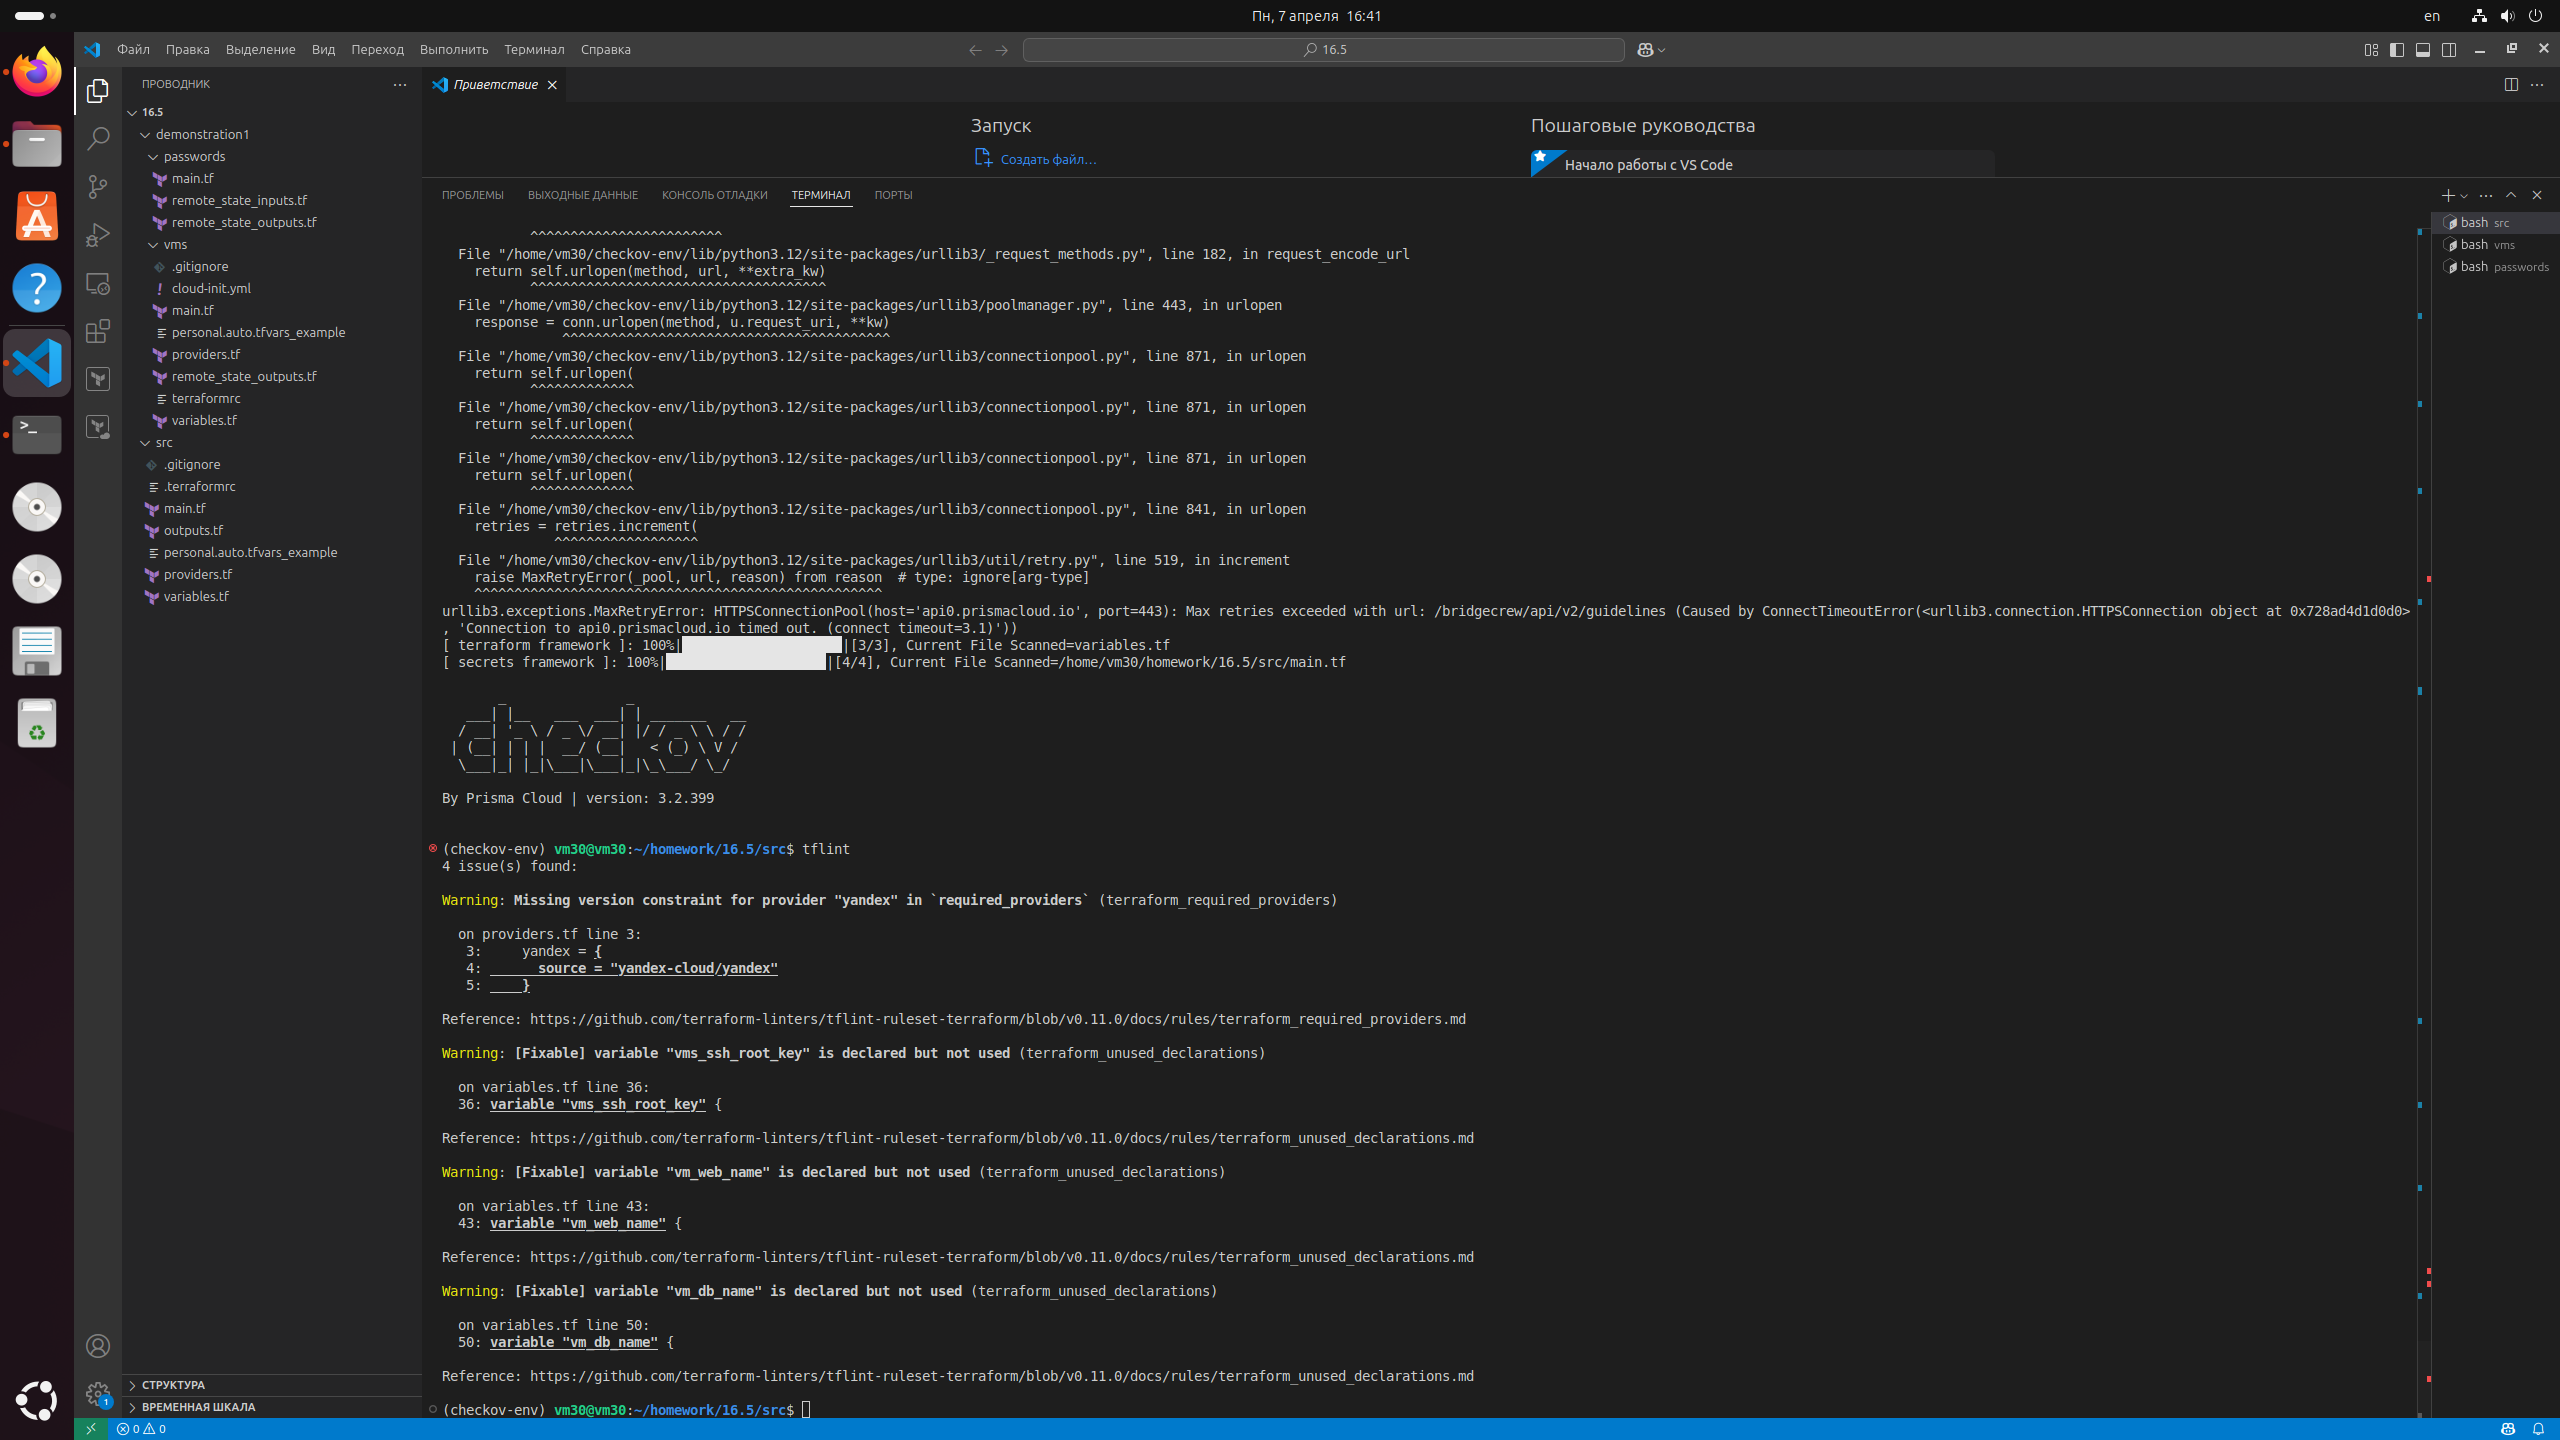 Пн, 7 апреля 16:41
en
Файл Правка Выделение Вид Переход Выполнить Терминал Справка
16.5
ПРОВОДНИК
Приветствие
16.5
demonstration1
passwords
main.tf
remote_state_inputs.tf
remote_state_outputs.tf
vms
.gitignore
cloud-init.yml
main.tf
personal.auto.tfvars_example
providers.tf
remote_state_outputs.tf
terraformrc
variables.tf
src
.gitignore
.terraformrc
main.tf
outputs.tf
personal.auto.tfvars_example
providers.tf
variables.tf
СТРУКТУРА
ВРЕМЕННАЯ ШКАЛА
Запуск
Создать файл...
Пошаговые руководства
Начало работы с VS Code
ПРОБЛЕМЫ ВЫХОДНЫЕ ДАННЫЕ КОНСОЛЬ ОТЛАДКИ ТЕРМИНАЛ ПОРТЫ
bash src
bash vms
bash passwords
^^^^^^^^^^^^^^^^^^^^^^^^
File "/home/vm30/checkov-env/lib/python3.12/site-packages/urllib3/_request_methods.py", line 182, in request_encode_url
return self.urlopen(method, url, **extra_kw)
^^^^^^^^^^^^^^^^^^^^^^^^^^^^^^^^^^^^^
File "/home/vm30/checkov-env/lib/python3.12/site-packages/urllib3/poolmanager.py", line 443, in urlopen
response = conn.urlopen(method, u.request_uri, **kw)
^^^^^^^^^^^^^^^^^^^^^^^^^^^^^^^^^^^^^^^^^
File "/home/vm30/checkov-env/lib/python3.12/site-packages/urllib3/connectionpool.py", line 871, in urlopen
return self.urlopen(
^^^^^^^^^^^^^
File "/home/vm30/checkov-env/lib/python3.12/site-packages/urllib3/connectionpool.py", line 871, in urlopen
return self.urlopen(
^^^^^^^^^^^^^
File "/home/vm30/checkov-env/lib/python3.12/site-packages/urllib3/connectionpool.py", line 871, in urlopen
return self.urlopen(
^^^^^^^^^^^^^
File "/home/vm30/checkov-env/lib/python3.12/site-packages/urllib3/connectionpool.py", line 841, in urlopen
retries = retries.increment(
^^^^^^^^^^^^^^^^^^
File "/home/vm30/checkov-env/lib/python3.12/site-packages/urllib3/util/retry.py", line 519, in increment
raise MaxRetryError(_pool, url, reason) from reason  # type: ignore[arg-type]
^^^^^^^^^^^^^^^^^^^^^^^^^^^^^^^^^^^^^^^^^^^^^^^^^^^
urllib3.exceptions.MaxRetryError: HTTPSConnectionPool(host='api0.prismacloud.io', port=443): Max retries exceeded with url: /bridgecrew/api/v2/guidelines (Caused by ConnectTimeoutError(<urllib3.connection.HTTPSConnection object at 0x728ad4d1d0d0>
, 'Connection to api0.prismacloud.io timed out. (connect timeout=3.1)'))
[ terraform framework ]: 100%|████████████████████|[3/3], Current File Scanned=variables.tf
[ secrets framework ]: 100%|████████████████████|[4/4], Current File Scanned=/home/vm30/homework/16.5/src/main.tf
checkov
By Prisma Cloud | version: 3.2.399
(checkov-env) vm30@vm30:~/homework/16.5/src$ tflint
4 issue(s) found:
Warning: Missing version constraint for provider "yandex" in `required_providers` (terraform_required_providers)
on providers.tf line 3:
3:     yandex = {
4:       source = "yandex-cloud/yandex"
5:     }
Reference: https://github.com/terraform-linters/tflint-ruleset-terraform/blob/v0.11.0/docs/rules/terraform_required_providers.md
Warning: [Fixable] variable "vms_ssh_root_key" is declared but not used (terraform_unused_declarations)
on variables.tf line 36:
36: variable "vms_ssh_root_key" {
Reference: https://github.com/terraform-linters/tflint-ruleset-terraform/blob/v0.11.0/docs/rules/terraform_unused_declarations.md
Warning: [Fixable] variable "vm_web_name" is declared but not used (terraform_unused_declarations)
on variables.tf line 43:
43: variable "vm_web_name" {
Reference: https://github.com/terraform-linters/tflint-ruleset-terraform/blob/v0.11.0/docs/rules/terraform_unused_declarations.md
Warning: [Fixable] variable "vm_db_name" is declared but not used (terraform_unused_declarations)
on variables.tf line 50:
50: variable "vm_db_name" {
Reference: https://github.com/terraform-linters/tflint-ruleset-terraform/blob/v0.11.0/docs/rules/terraform_unused_declarations.md
(checkov-env) vm30@vm30:~/homework/16.5/src$
1
0 0